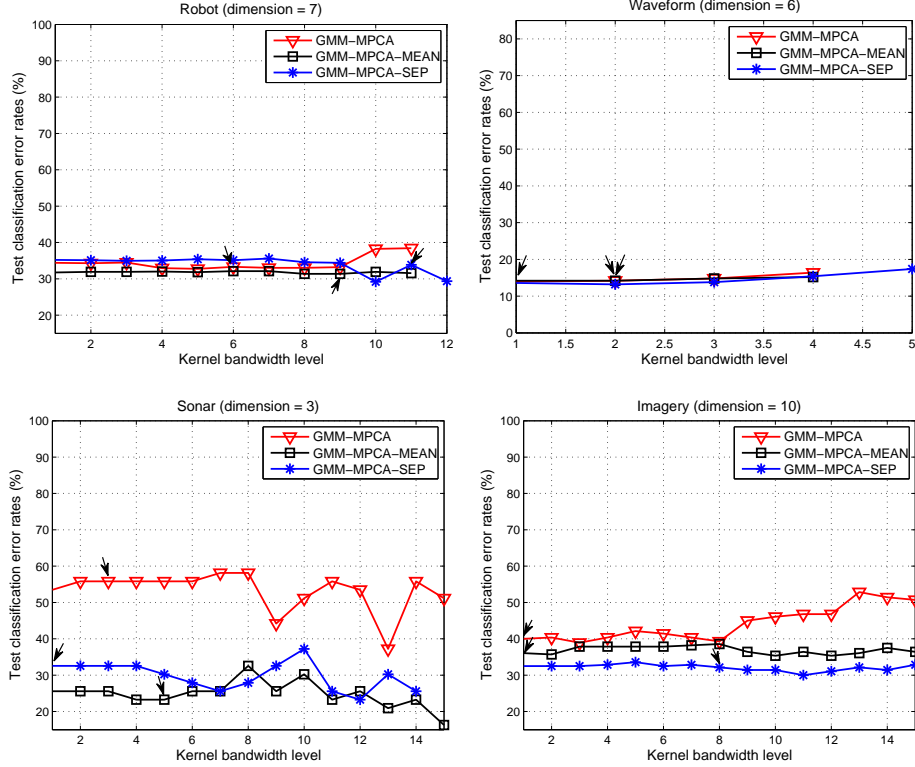 Robot (dimension = 7)
100
90
80
70
60
50
40
30
20
2
4
6
8
10
12
Test classification error rates (%)
Kernel bandwidth level
GMM−MPCA
GMM−MPCA−MEAN
GMM−MPCA−SEP
Waveform (dimension = 6)
80
70
60
50
40
30
20
10
0
1
1.5
2
2.5
3
3.5
4
4.5
5
Test classification error rates (%)
Kernel bandwidth level
GMM−MPCA
GMM−MPCA−MEAN
GMM−MPCA−SEP
Sonar (dimension = 3)
100
90
80
70
60
50
40
30
20
2
4
6
8
10
12
14
Test classification error rates (%)
Kernel bandwidth level
GMM−MPCA
GMM−MPCA−MEAN
GMM−MPCA−SEP
Imagery (dimension = 10)
100
90
80
70
60
50
40
30
20
2
4
6
8
10
12
14
Test classification error rates (%)
Kernel bandwidth level
GMM−MPCA
GMM−MPCA−MEAN
GMM−MPCA−SEP